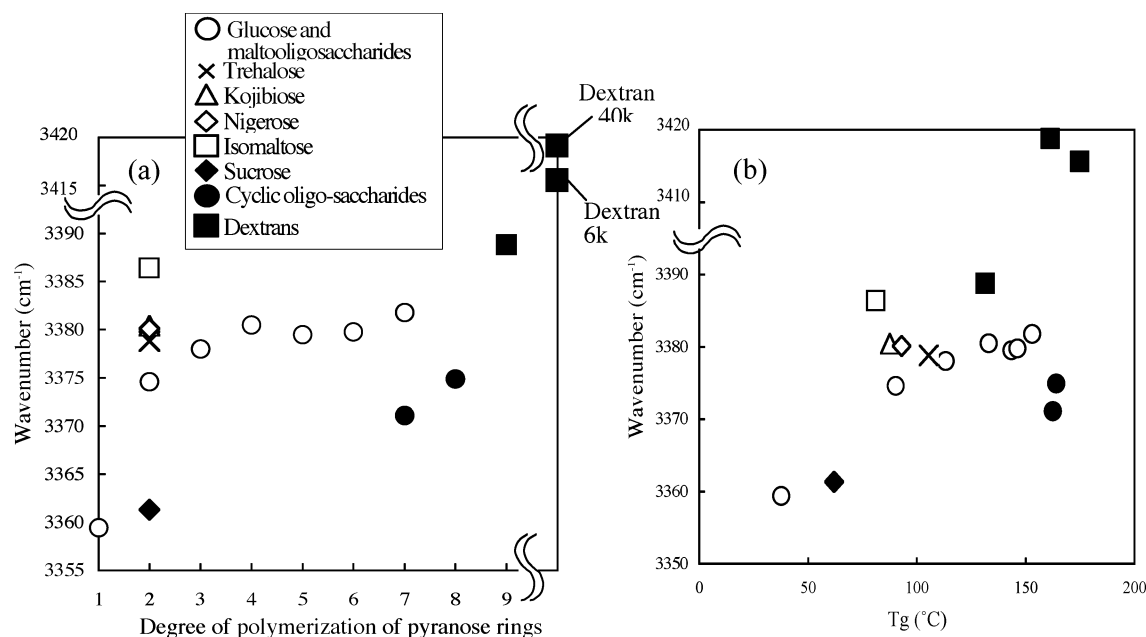 Glucose and
maltooligosaccharides
Trehalose
Kojibiose
Nigerose
Isomaltose
Sucrose
Cyclic oligo-saccharides
Dextrans
(a)
Dextran
40k
Dextran
6k
3420
3415
3390
3385
3380
3375
3370
3365
3360
3355
Wavenumber (cm⁻¹)
1 2 3 4 5 6 7 8 9
Degree of polymerization of pyranose rings
(b)
3420
3410
3390
3380
3370
3360
3350
Wavenumber (cm⁻¹)
0 50 100 150 200
Tg (˚C)